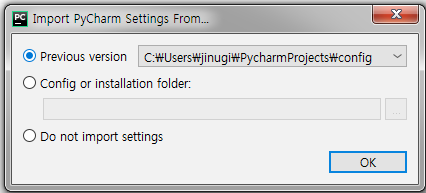 PC
Import PyCharm Settings From...
Previous version C:₩Users₩jinugi₩PycharmProjects₩config
Config or installation folder:
...
Do not import settings
OK